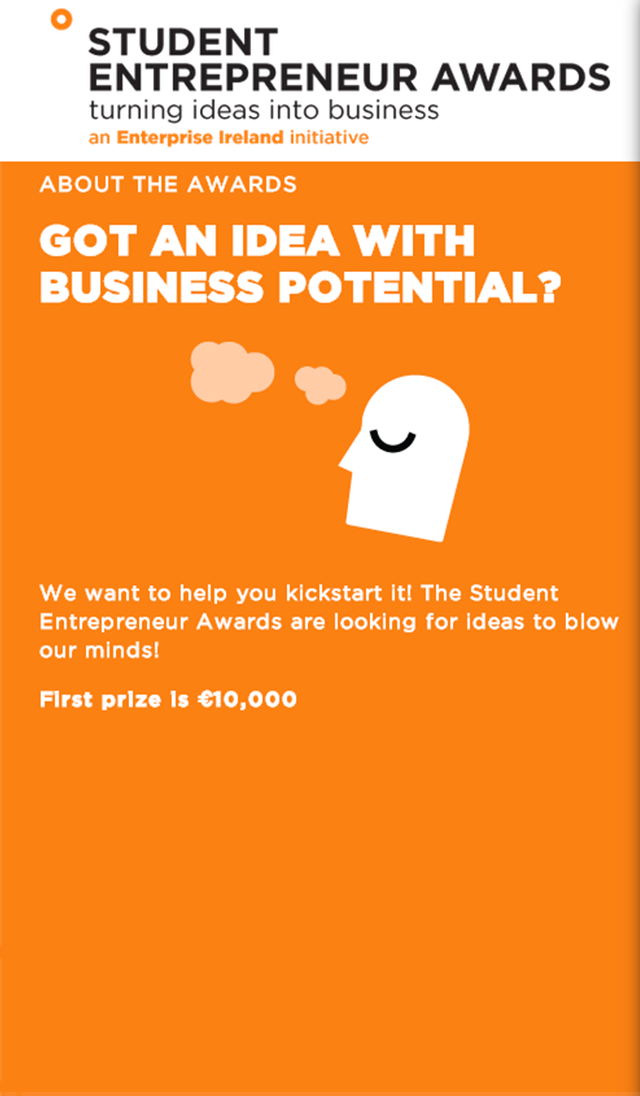 STUDENT
ENTREPRENEUR AWARDS
turning ideas into business
an Enterprise Ireland initiative
ABOUT THE AWARDS
GOT AN IDEA WITH
BUSINESS POTENTIAL?
We want to help you kickstart it! The Student
Entrepreneur Awards are looking for ideas to blow
our minds!
First prize is €10,000